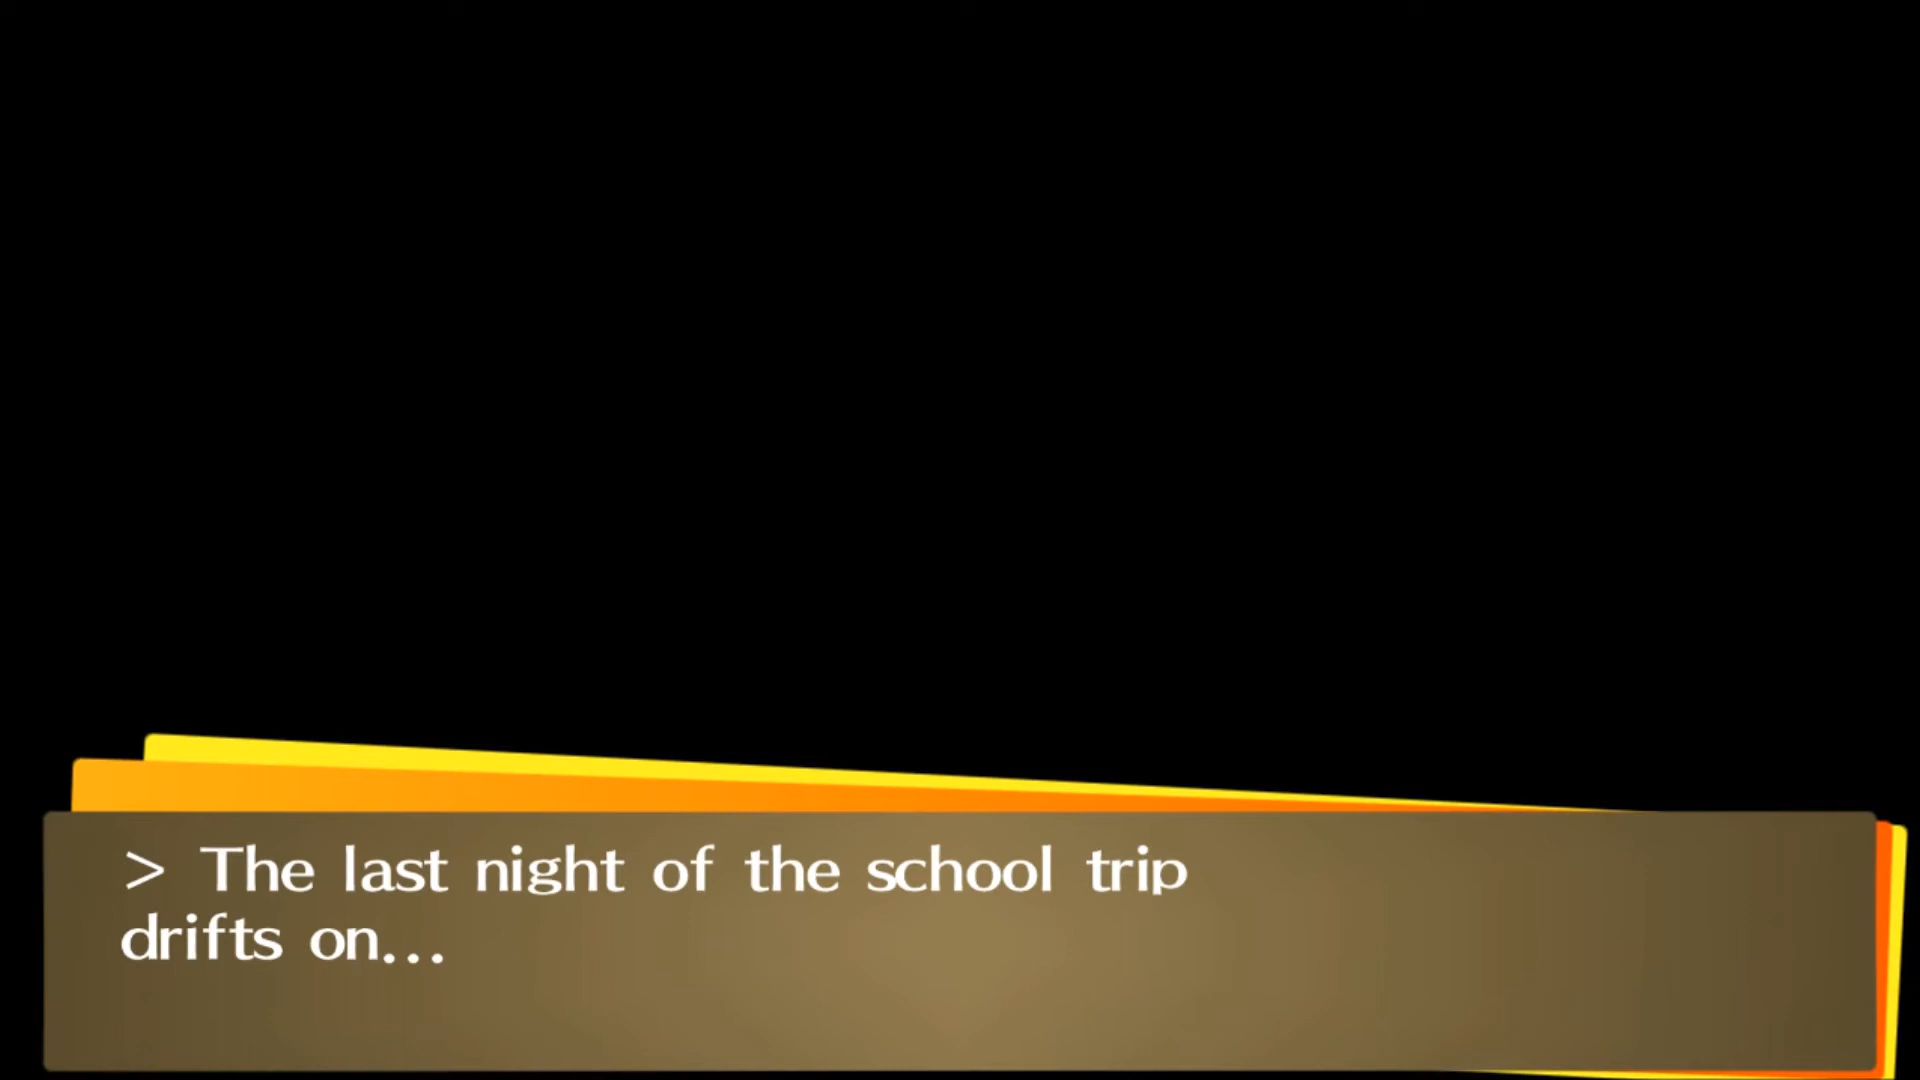 > The last night of the school trip
drifts on...